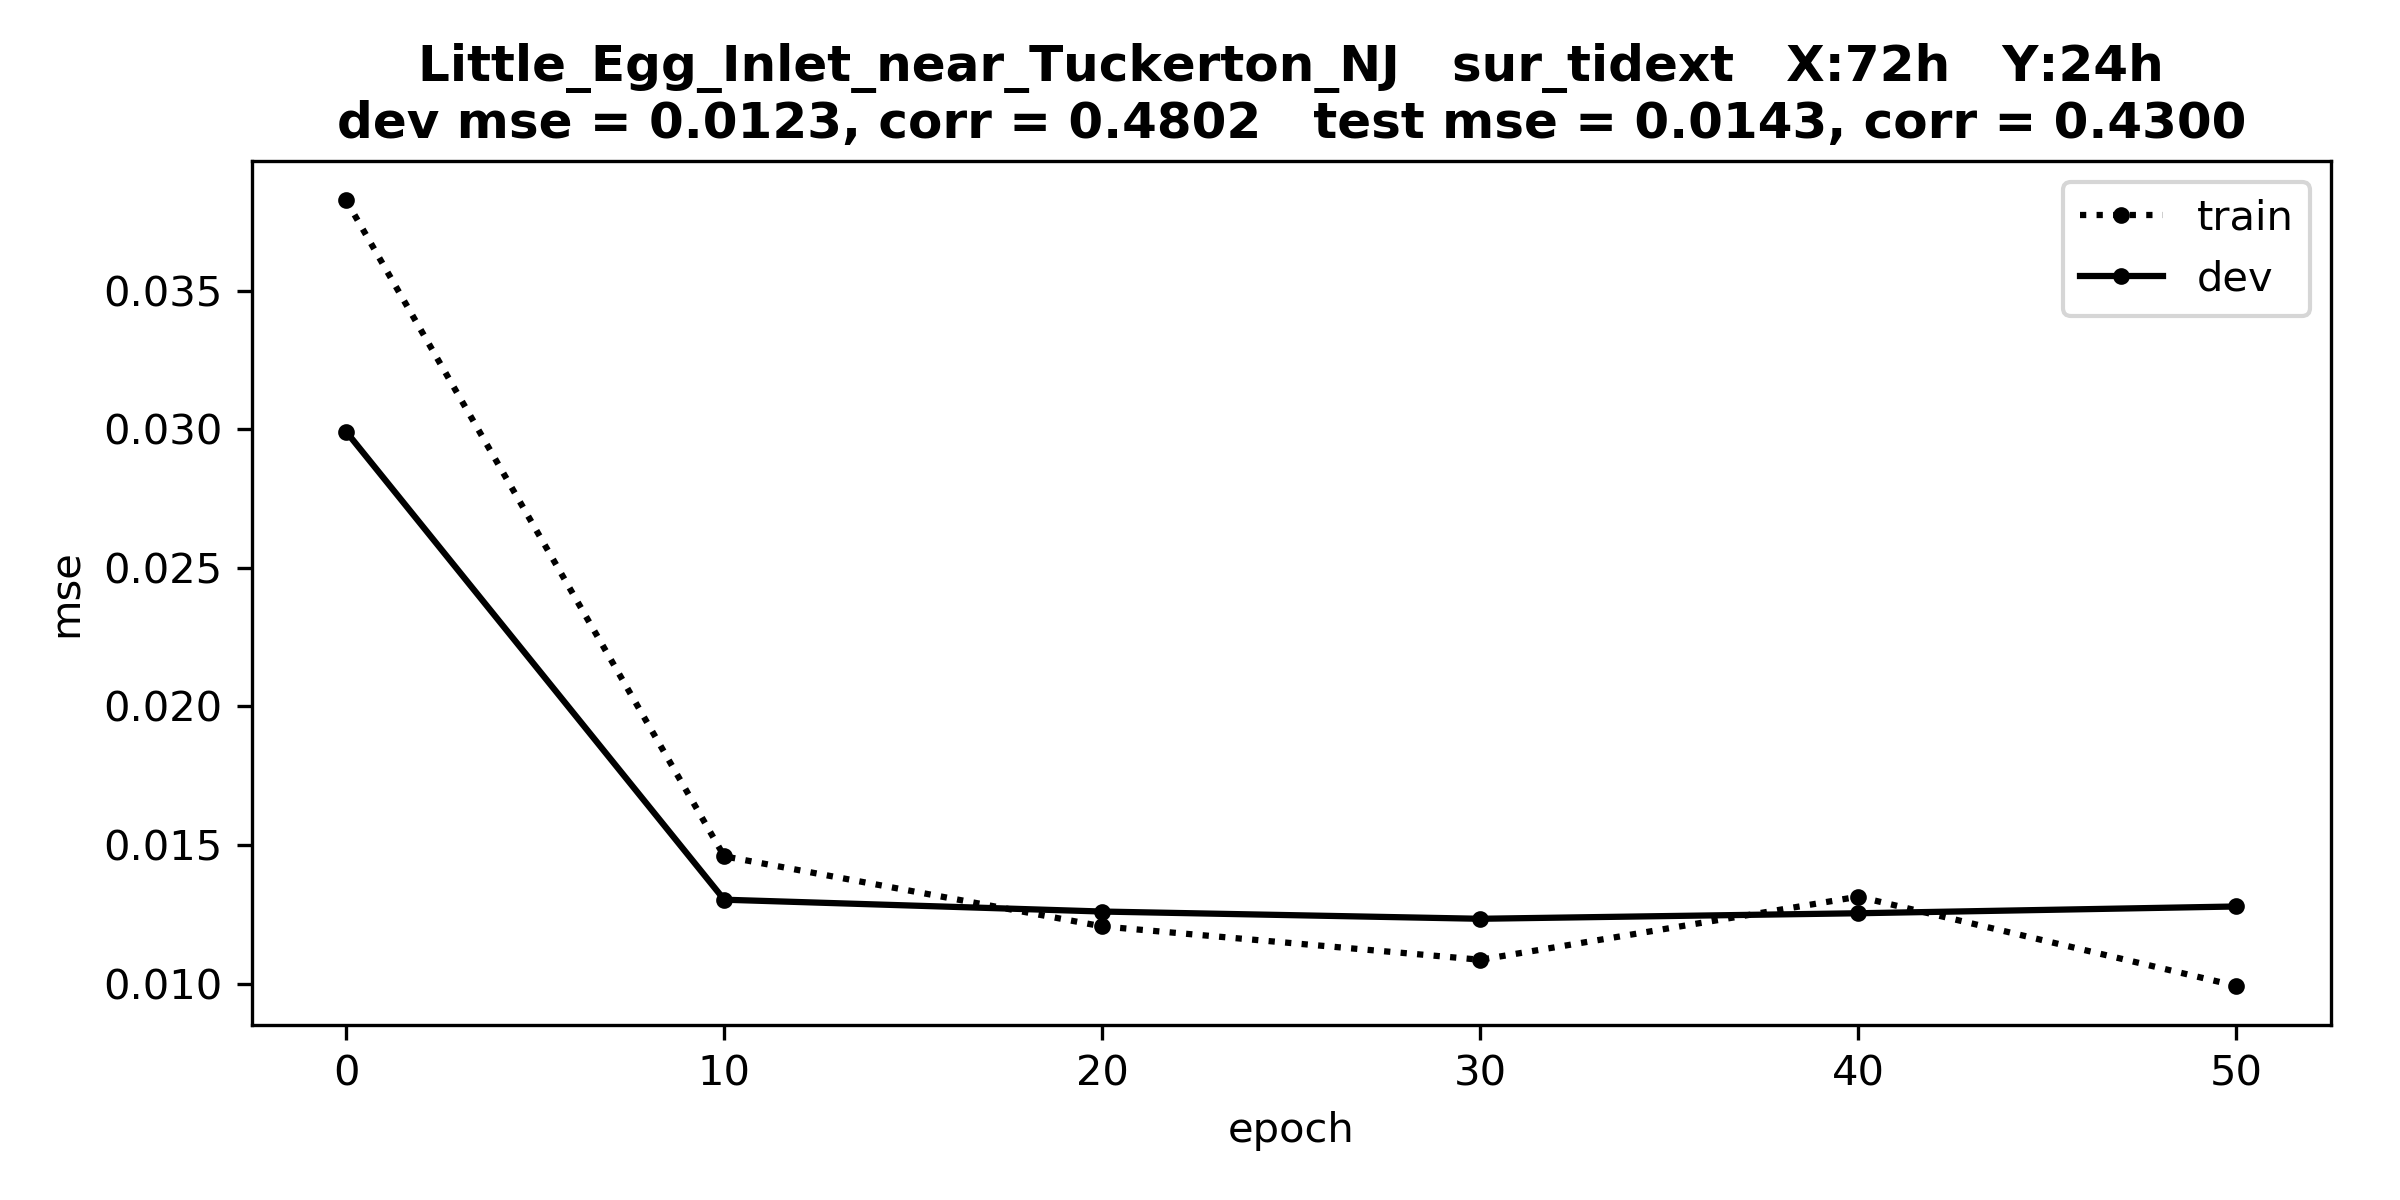 Little_Egg_Inlet_near_Tuckerton_NJ sur_tidext X:72h Y:24h
dev mse = 0.0123, corr = 0.4802 test mse = 0.0143, corr = 0.4300
train
dev
0.035
0.030
0.025
0.020
0.015
0.010
mse
0 10 20 30 40 50
epoch